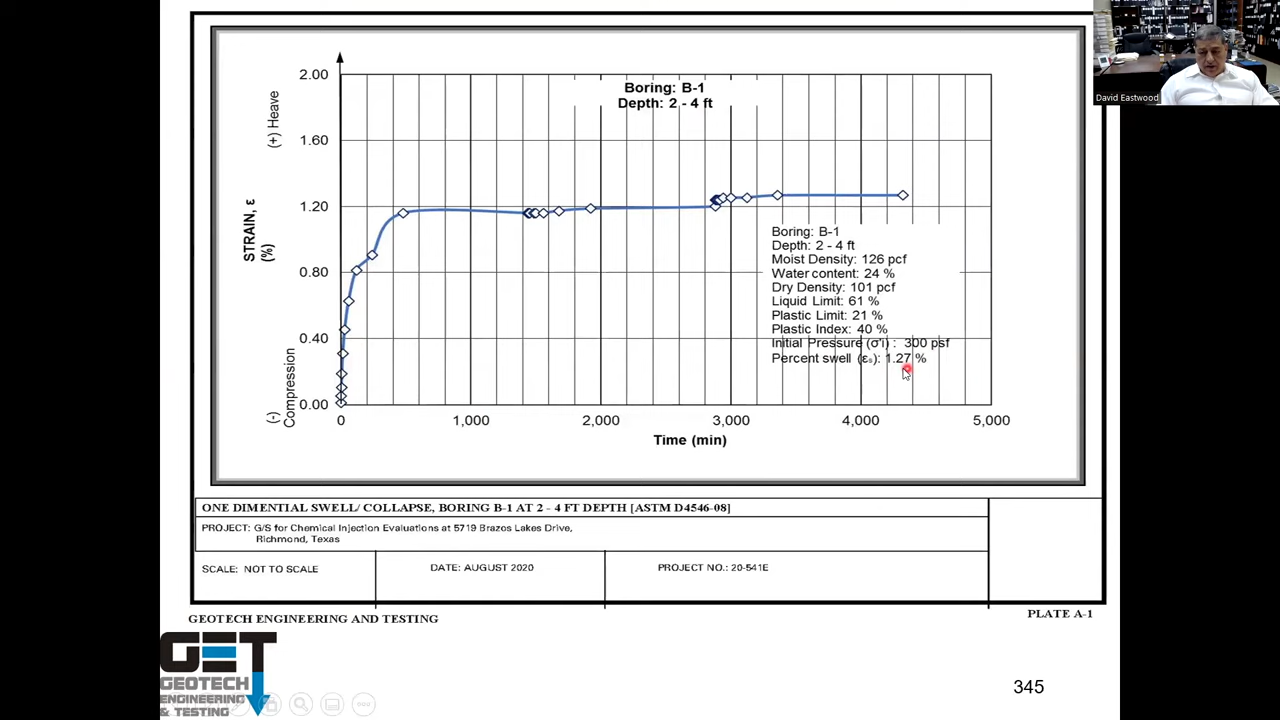 David Eastwood
Boring: B-1
Depth: 2 - 4 ft
2.00
1.60
1.20
0.80
0.40
0.00
(+) Heave
STRAIN, ε
(%)
(-)
Compression
Boring: B-1
Depth: 2 - 4 ft
Moist Density: 126 pcf
Water content: 24 %
Dry Density: 101 pcf
Liquid Limit: 61 %
Plastic Limit: 21 %
Plastic Index: 40 %
Initial Pressure (σ'i) : 300 psf
Percent swell (εₛ): 1.27 %
0 1,000 2,000 3,000 4,000 5,000
Time (min)
ONE DIMENTIAL SWELL/ COLLAPSE, BORING B-1 AT 2 - 4 FT DEPTH [ASTM D4546-08]
PROJECT: G/S for Chemical Injection Evaluations at 5719 Brazos Lakes Drive,
Richmond, Texas
SCALE: NOT TO SCALE DATE: AUGUST 2020 PROJECT NO.: 20-541E
GEOTECH ENGINEERING AND TESTING PLATE A-1
GET
GEOTECH
ENGINEERING
& TESTING
345